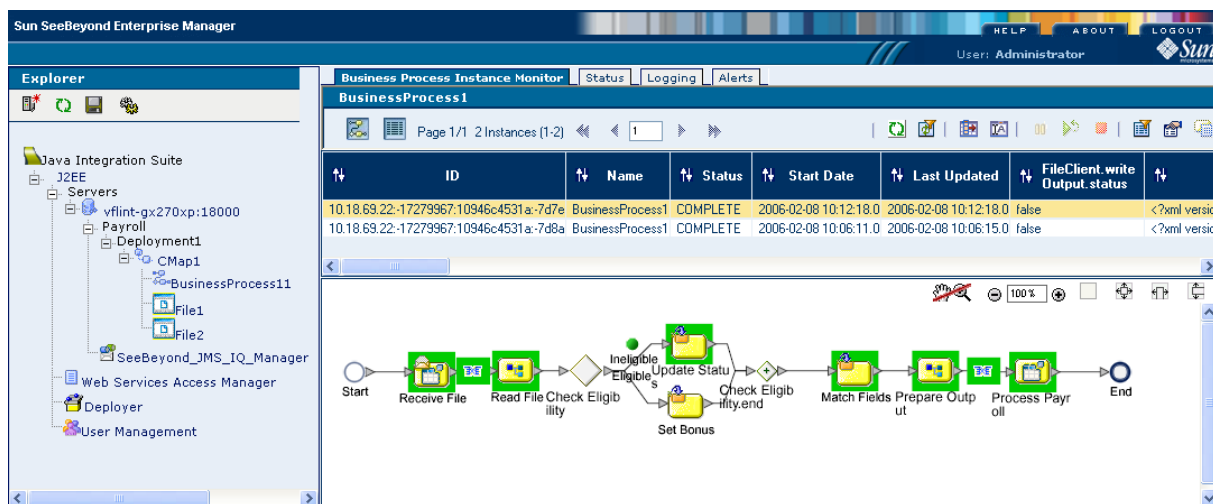 Sun SeeBeyond Enterprise Manager
HELP ABOUT LOGOUT
User: Administrator
Sun
microsystems
Explorer
Java Integration Suite
J2EE
Servers
vflint-gx270xp:18000
Payroll
Deployment1
CMap1
BusinessProcess11
File1
File2
SeeBeyond_JMS_IQ_Manager
Web Services Access Manager
Deployer
User Management
Business Process Instance Monitor Status Logging Alerts
BusinessProcess1
Page 1/1 2 Instances (1-2) 1
ID Name Status Start Date Last Updated FileClient.write
Output.status
10.18.69.22:-17279967:10946c4531a:-7d7e BusinessProcess1 COMPLETE 2006-02-08 10:12:18.0 2006-02-08 10:12:18.0 false <?xml versic
10.18.69.22:-17279967:10946c4531a:-7d8a BusinessProcess1 COMPLETE 2006-02-08 10:06:11.0 2006-02-08 10:06:15.0 false <?xml versic
100 %
Start
Receive File
Read File
Check Eligib
ility
Ineligible
Eligible
s
Update Statu
Set Bonus
Check Eligib
ility.end
Match Fields
Prepare Outp
ut
Process Payr
oll
End